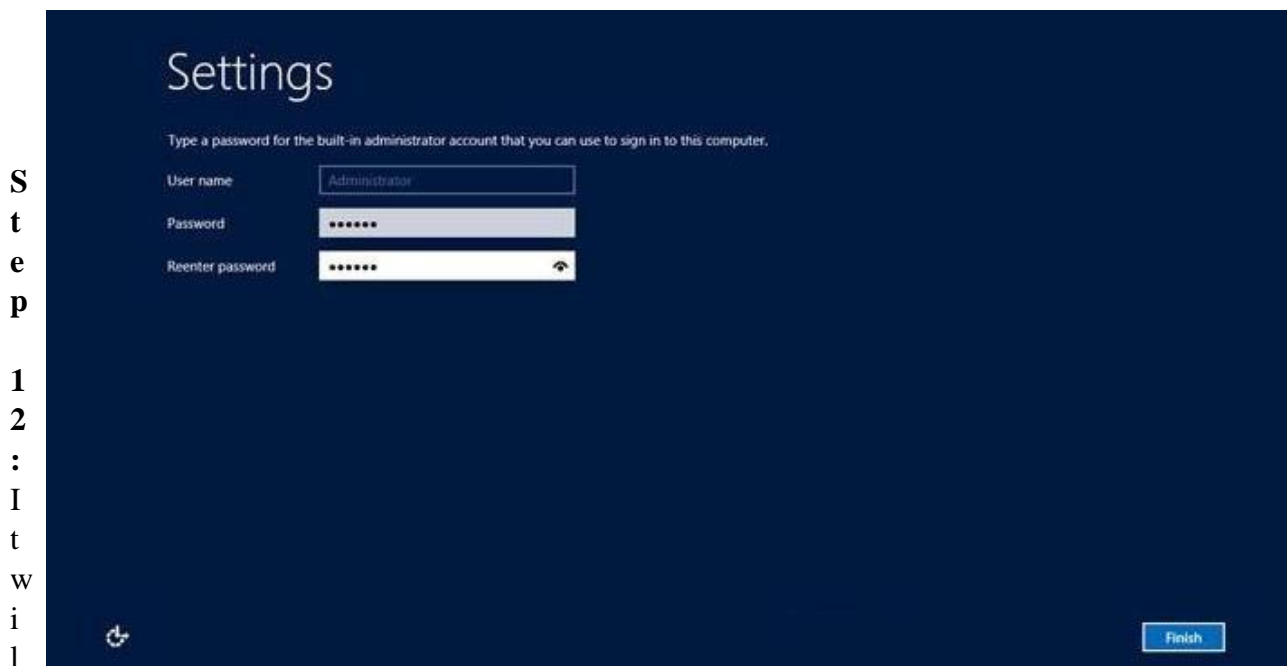 Settings
Type a password for the built-in administrator account that you can use to sign in to this computer.
User name
Administrator
Password
••••••
Reenter password
••••••
Finish
S
t
e
p
1
2
:
I
t
w
i
l